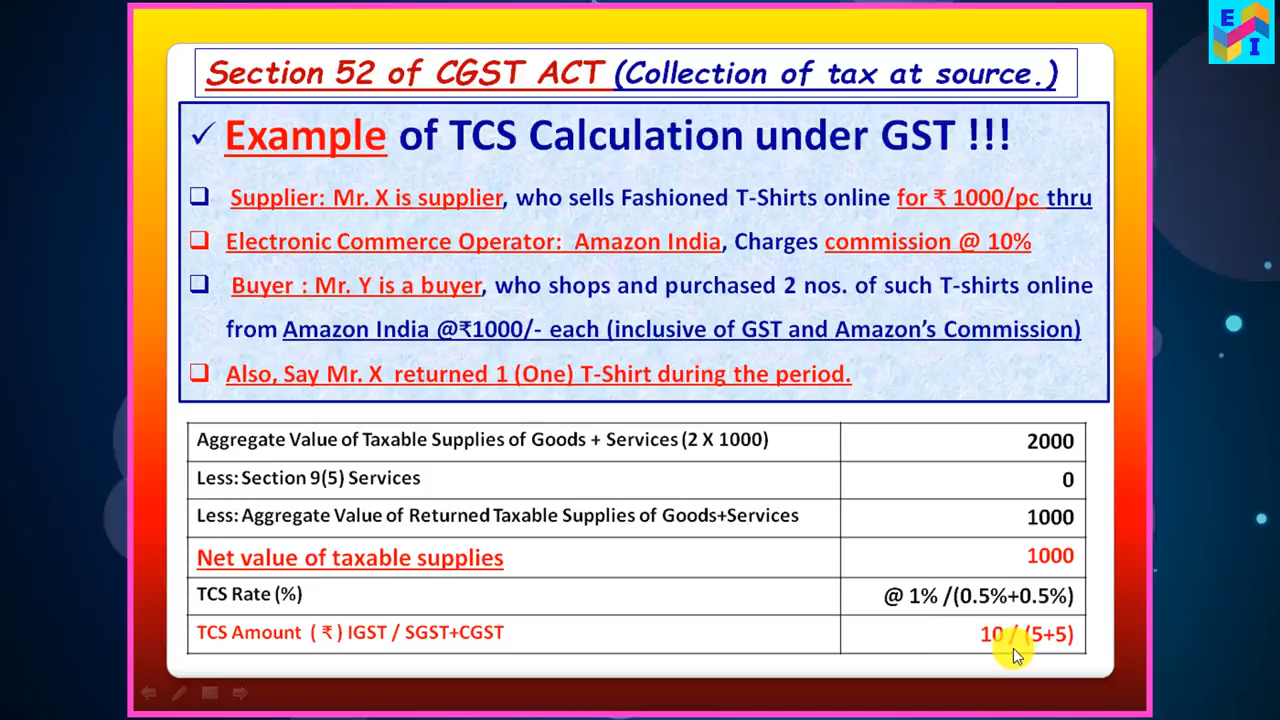 E
I
Section 52 of CGST ACT (Collection of tax at source.)
✓ Example of TCS Calculation under GST !!!
❑ Supplier: Mr. X is supplier, who sells Fashioned T-Shirts online for ₹ 1000/pc thru
❑ Electronic Commerce Operator: Amazon India, Charges commission @ 10%
❑ Buyer : Mr. Y is a buyer, who shops and purchased 2 nos. of such T-shirts online
from Amazon India @₹1000/- each (inclusive of GST and Amazon’s Commission)
❑ Also, Say Mr. X returned 1 (One) T-Shirt during the period.
Aggregate Value of Taxable Supplies of Goods + Services (2 X 1000) 2000
Less: Section 9(5) Services 0
Less: Aggregate Value of Returned Taxable Supplies of Goods+Services 1000
Net value of taxable supplies 1000
TCS Rate (%) @ 1% /(0.5%+0.5%)
TCS Amount ( ₹ ) IGST / SGST+CGST 10 / (5+5)